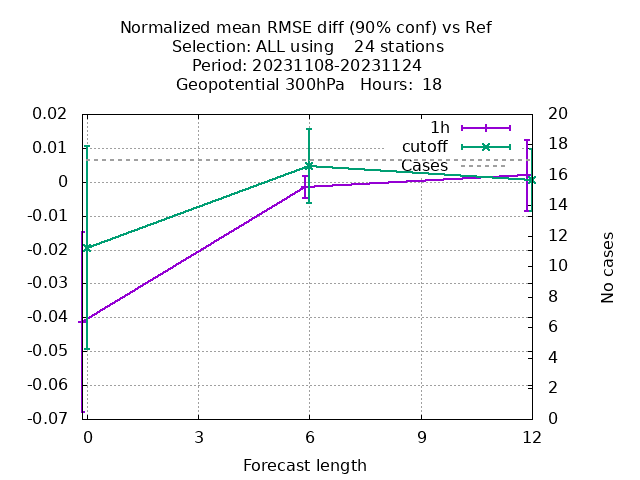 Normalized mean RMSE diff (90% conf) vs Ref
Selection: ALL using    24 stations
Period: 20231108-20231124
Geopotential 300hPa   Hours:  18
0.02
0.01
0
-0.01
-0.02
-0.03
-0.04
-0.05
-0.06
-0.07
1h
cutoff
Cases
20
18
16
14
12
10
8
6
4
2
0
No cases
0 3 6 9 12
Forecast length